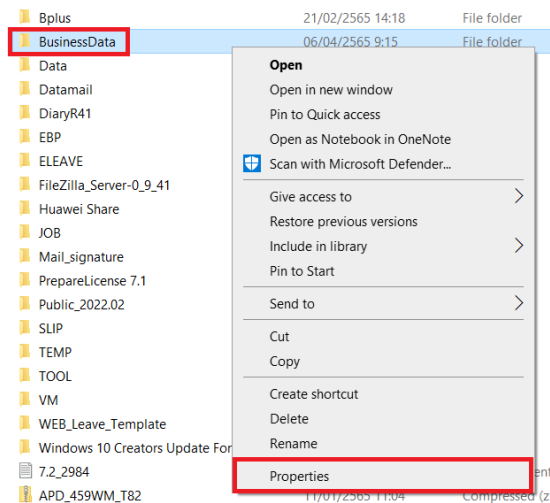 Bplus 21/02/2565 14:18 File folder
BusinessData 06/04/2565 9:15 File folder
Data
Open
Datamail
Open in new window
DiaryR41
Pin to Quick access
EBP
Open as Notebook in OneNote
ELEAVE
Scan with Microsoft Defender...
FileZilla_Server-0_9_41
Give access to
Huawei Share
Restore previous versions
JOB
Include in library
Mail_signature
Pin to Start
PrepareLicense 7.1
Public_2022.02
Send to
SLIP
Cut
TEMP
Copy
TOOL
VM
Create shortcut
WEB_Leave_Template
Delete
Windows 10 Creators Update For
Rename
7.2_2984
Properties
APD_459WM_T82 11/01/2565 11:04 Compressed (z